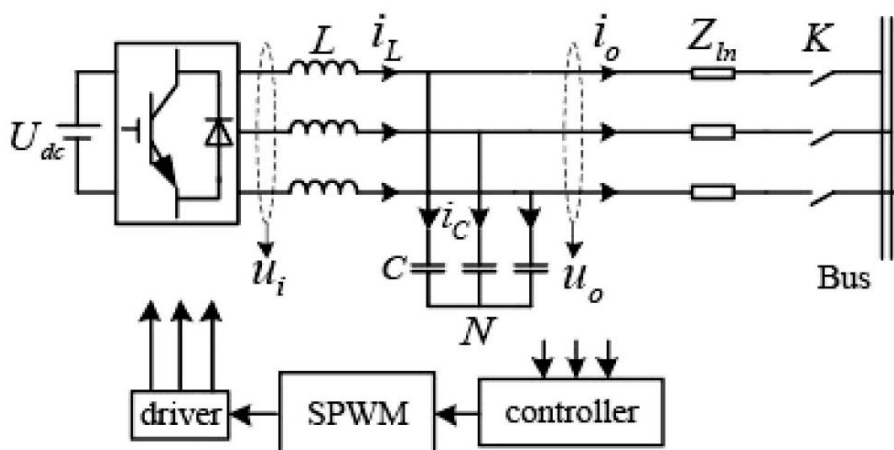 L i_L i_o Z_ln K
U_dc
i_C
u_i C u_o Bus
N
driver SPWM controller